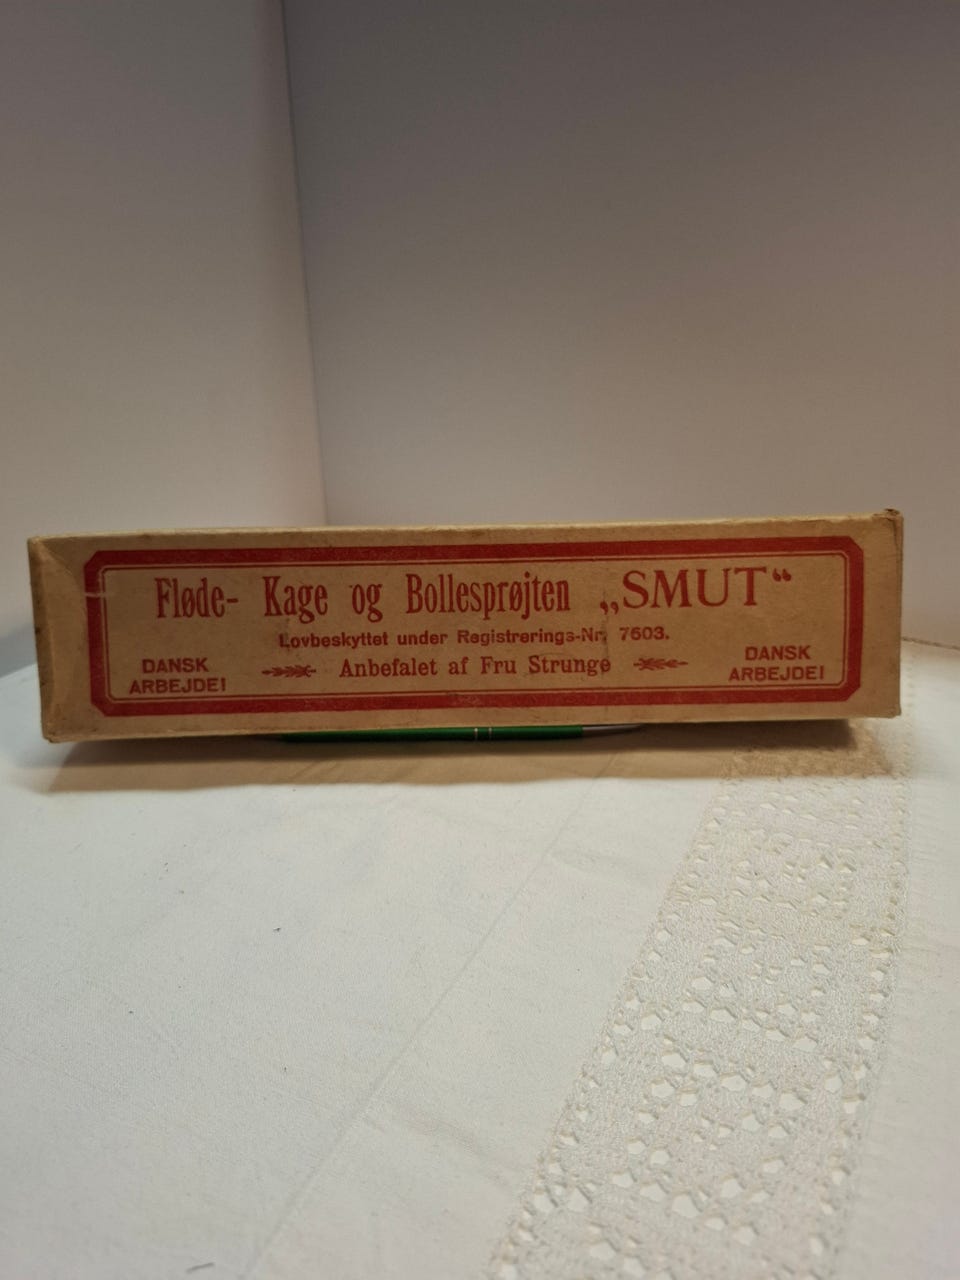 Fløde- Kage og Bollesprøjten „SMUT“
Lovbeskyttet under Registrerings-Nr. 7603.
Anbefalet af Fru Strunge
DANSK
ARBEJDE!
DANSK
ARBEJDE!